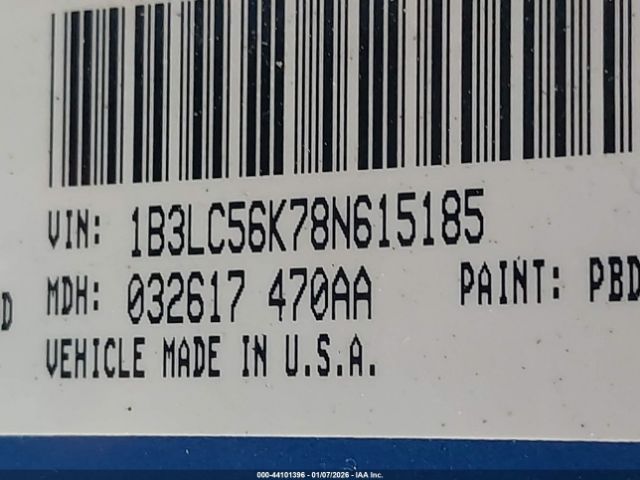 VIN: 1B3LC56K78N615185
MDH: 032617 470AA PAINT: PBD
D
VEHICLE MADE IN U.S.A.
000-44101396 - 01/07/2026 - IAA Inc.